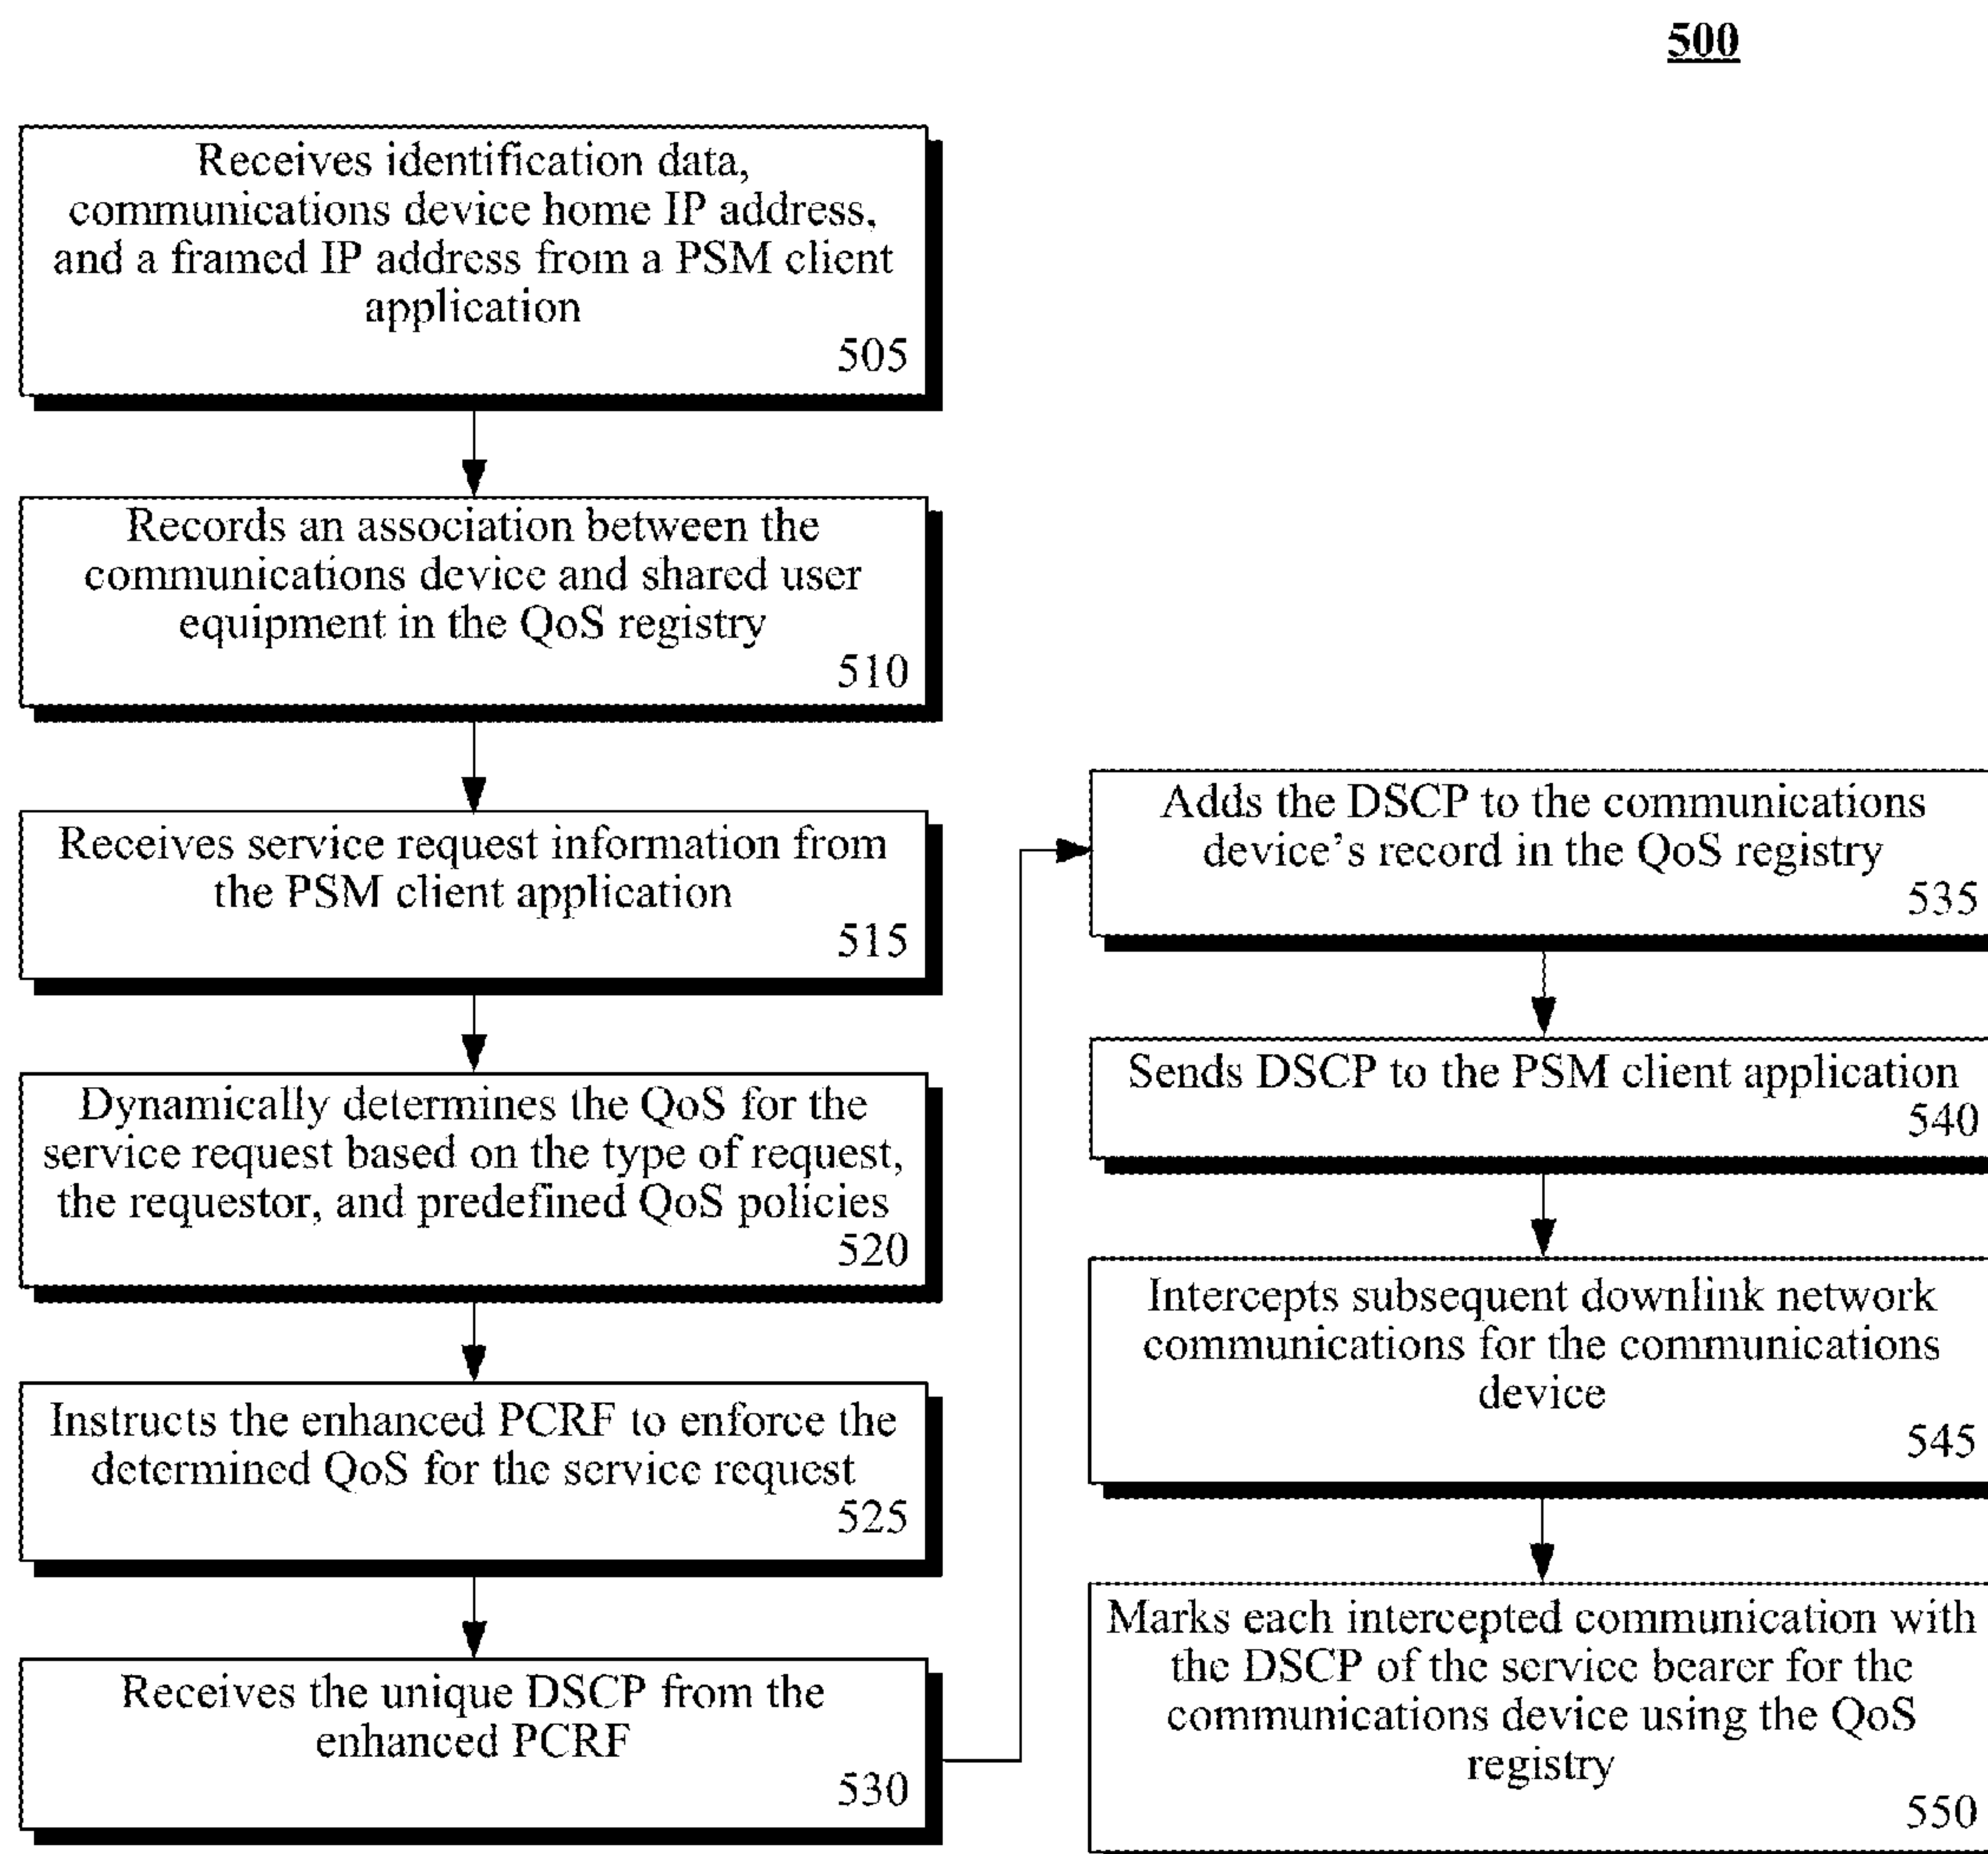 500
Receives identification data,
communications device home IP address,
and a framed IP address from a PSM client
application
505
Records an association between the
communications device and shared user
equipment in the QoS registry
510
Receives service request information from
the PSM client application
515
Dynamically determines the QoS for the
service request based on the type of request,
the requestor, and predefined QoS policies
520
Instructs the enhanced PCRF to enforce the
determined QoS for the service request
525
Receives the unique DSCP from the
enhanced PCRF
530
Adds the DSCP to the communications
device’s record in the QoS registry
535
Sends DSCP to the PSM client application
540
Intercepts subsequent downlink network
communications for the communications
device
545
Marks each intercepted communication with
the DSCP of the service bearer for the
communications device using the QoS
registry
550